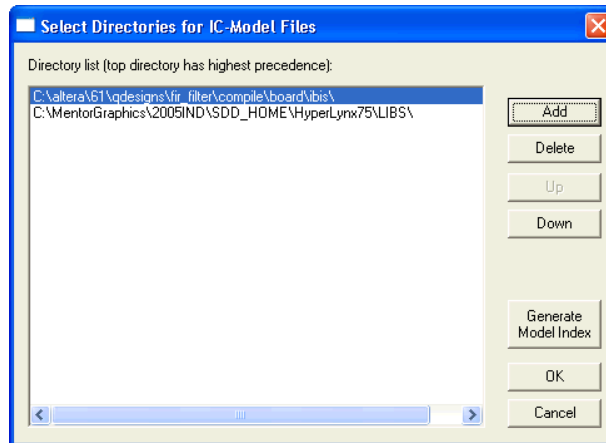 Select Directories for IC-Model Files
Directory list (top directory has highest precedence):
C:\altera\61\qdesigns\fir_filter\compile\board\ibis\
C:\MentorGraphics\2005IND\SDD_HOME\HyperLynx75\LIBS\
Add
Delete
Up
Down
Generate
Model Index
OK
Cancel